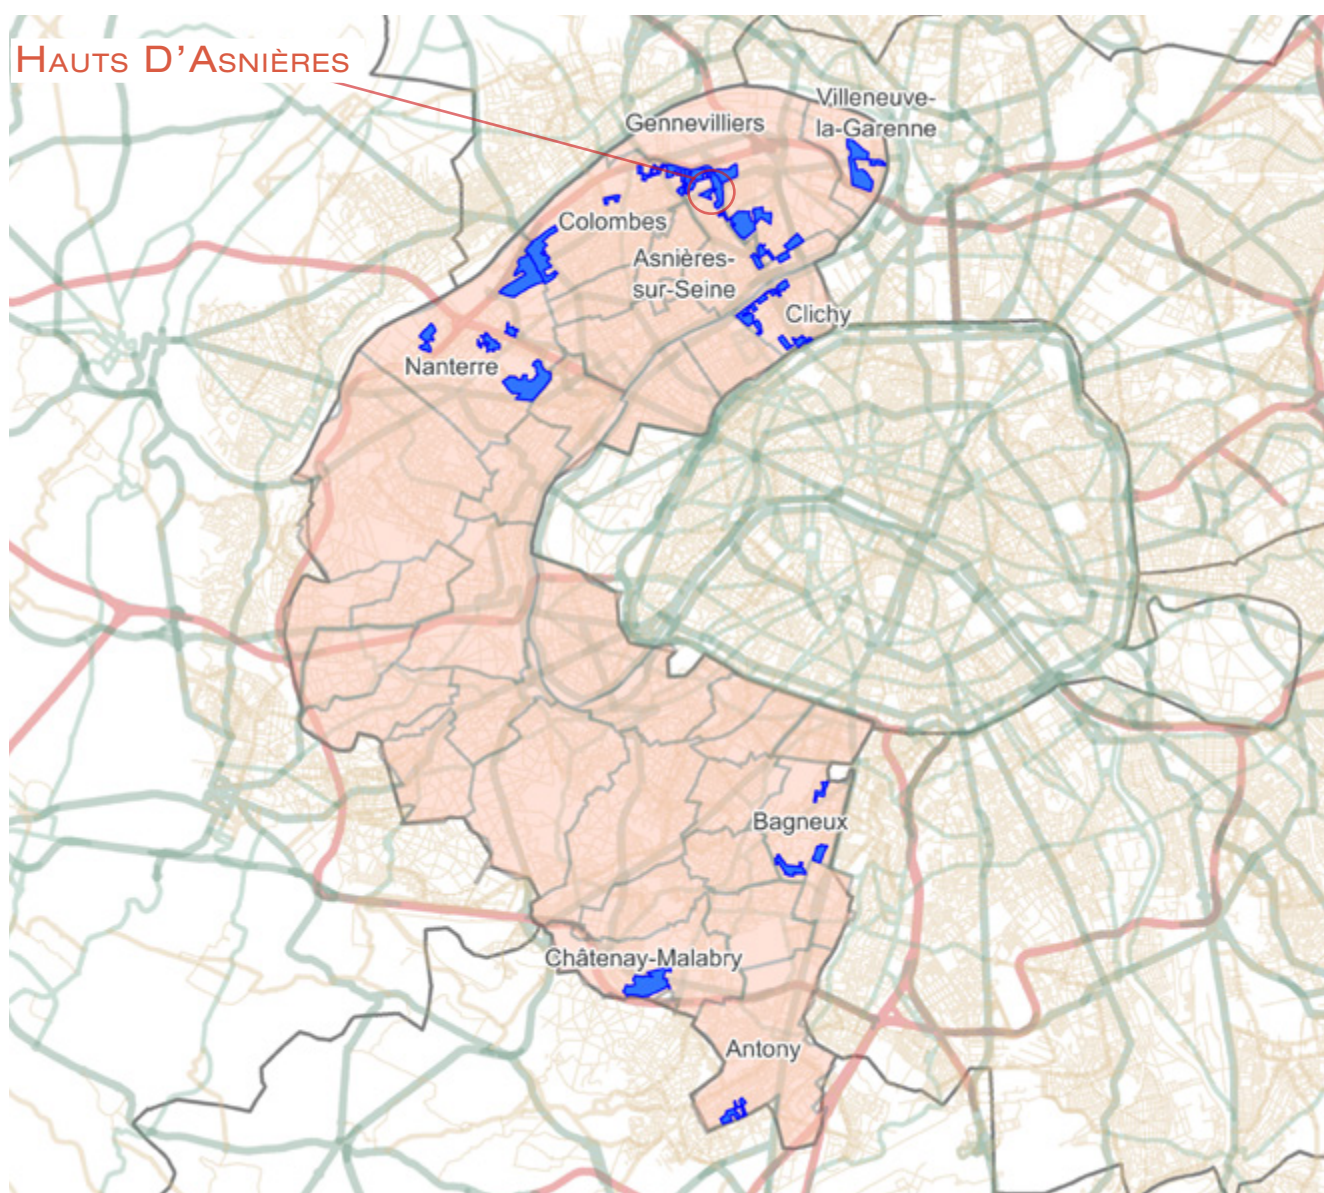 Hauts D'Asnières
Villeneuve-
la-Garenne
Gennevilliers
Colombes
Asnières-
sur-Seine
Clichy
Nanterre
Bagneux
Châtenay-Malabry
Antony